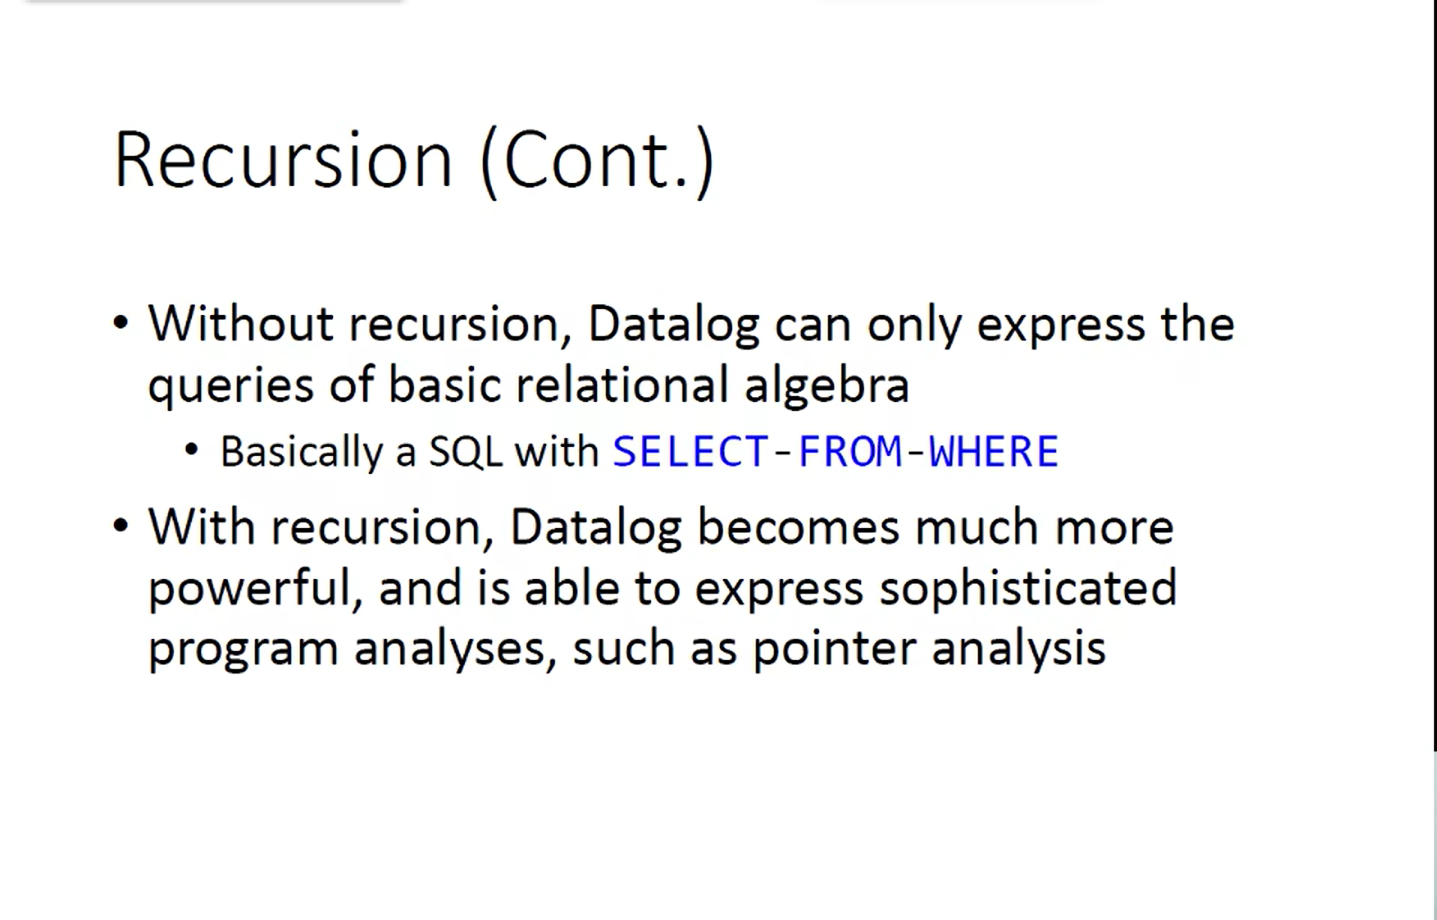 Recursion (Cont.)
• Without recursion, Datalog can only express the
queries of basic relational algebra
• Basically a SQL with SELECT-FROM-WHERE
• With recursion, Datalog becomes much more
powerful, and is able to express sophisticated
program analyses, such as pointer analysis